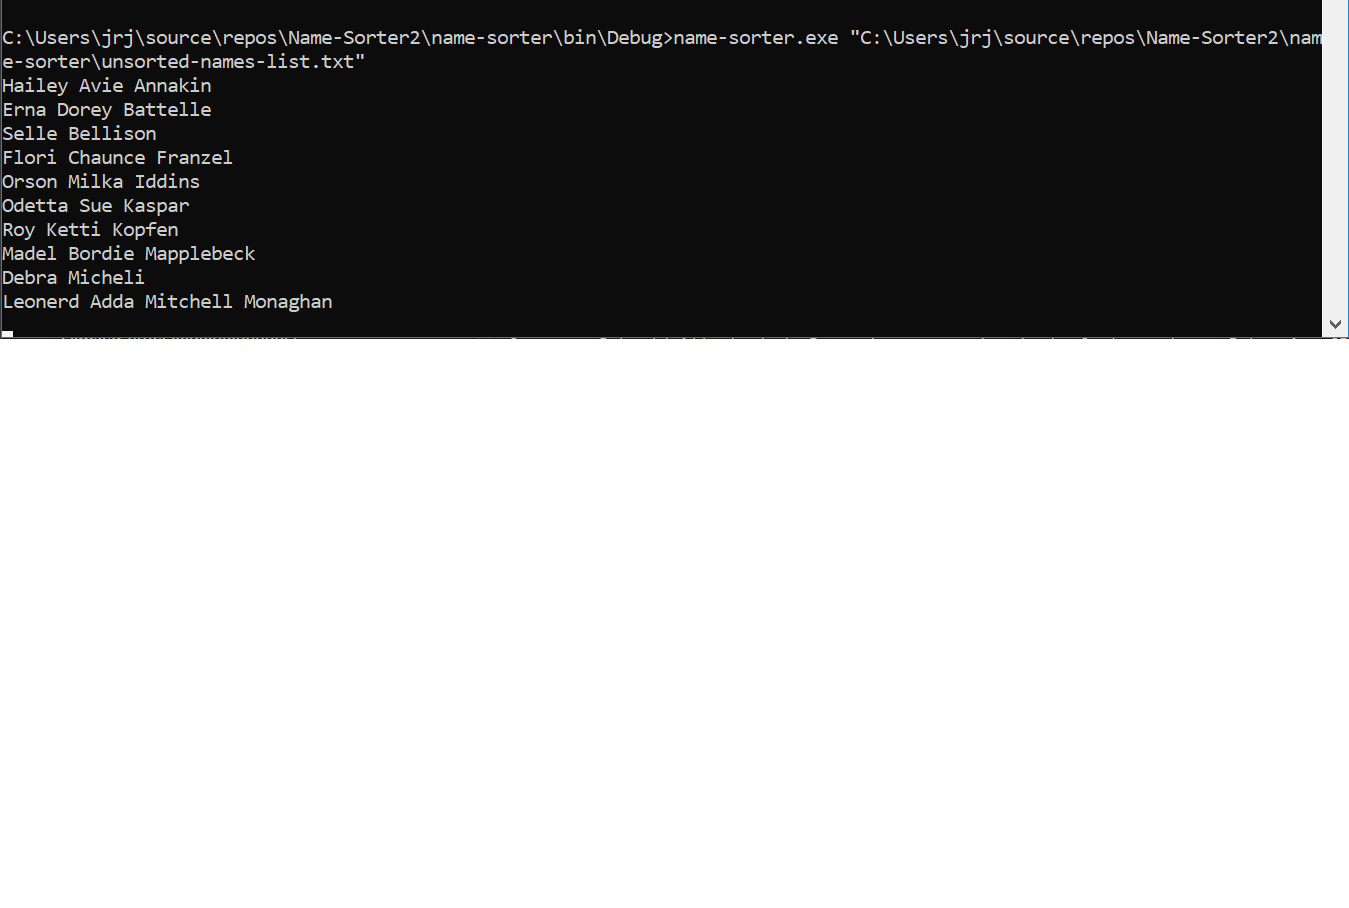 C:\Users\jrj\source\repos\Name-Sorter2\name-sorter\bin\Debug>name-sorter.exe "C:\Users\jrj\source\repos\Name-Sorter2\nam
e-sorter\unsorted-names-list.txt"
Hailey Avie Annakin
Erna Dorey Battelle
Selle Bellison
Flori Chaunce Franzel
Orson Milka Iddins
Odetta Sue Kaspar
Roy Ketti Kopfen
Madel Bordie Mapplebeck
Debra Micheli
Leonerd Adda Mitchell Monaghan